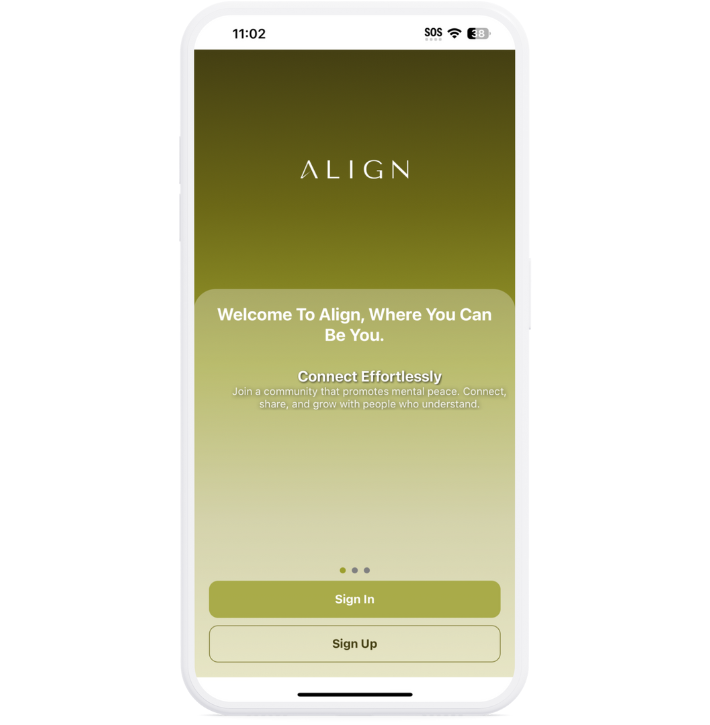 11:02
SOS
38
ALIGN
Welcome To Align, Where You Can
Be You.
Connect Effortlessly
Join a community that promotes mental peace. Connect,
share, and grow with people who understand.
Sign In
Sign Up